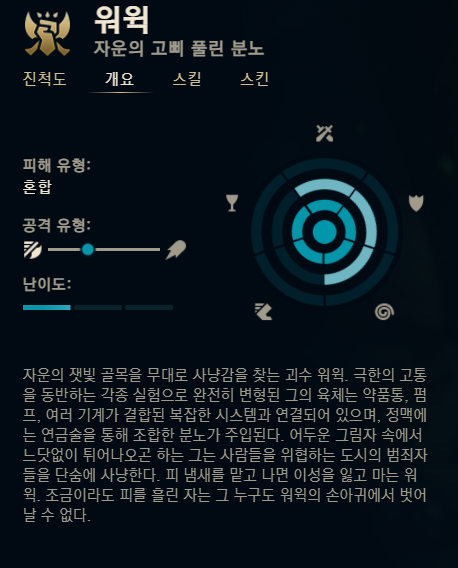 워윅
자운의 고삐 풀린 분노
진척도 개요 스킬 스킨
피해 유형:
혼합
공격 유형:
난이도:
자운의 잿빛 골목을 무대로 사냥감을 찾는 괴수 워윅. 극한의 고통
을 동반하는 각종 실험으로 완전히 변형된 그의 육체는 약품통, 펌
프, 여러 기계가 결합된 복잡한 시스템과 연결되어 있으며, 정맥에
는 연금술을 통해 조합한 분노가 주입된다. 어두운 그림자 속에서
느닷없이 튀어나오곤 하는 그는 사람들을 위협하는 도시의 범죄자
들을 단숨에 사냥한다. 피 냄새를 맡고 나면 이성을 잃고 마는 워
윅. 조금이라도 피를 흘린 자는 그 누구도 워윅의 손아귀에서 벗어
날 수 없다.